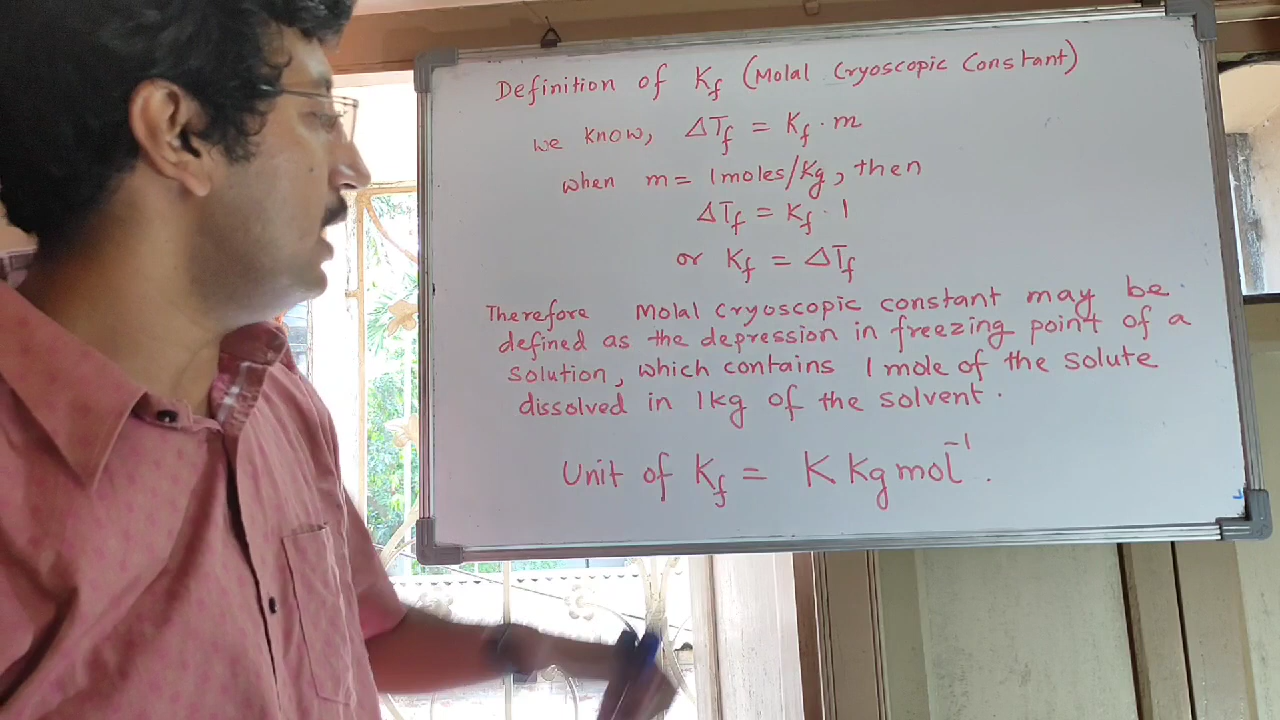 Definition of Kf (Molal Cryoscopic Constant)
we know, ΔTf = Kf · m
when m = 1moles/Kg, then
ΔTf = Kf · 1
or Kf = ΔTf
Therefore Molal cryoscopic constant may be.
defined as the depression in freezing point of a
solution, which contains 1 mole of the solute
dissolved in 1kg of the solvent.
Unit of Kf = K Kg mol⁻¹.